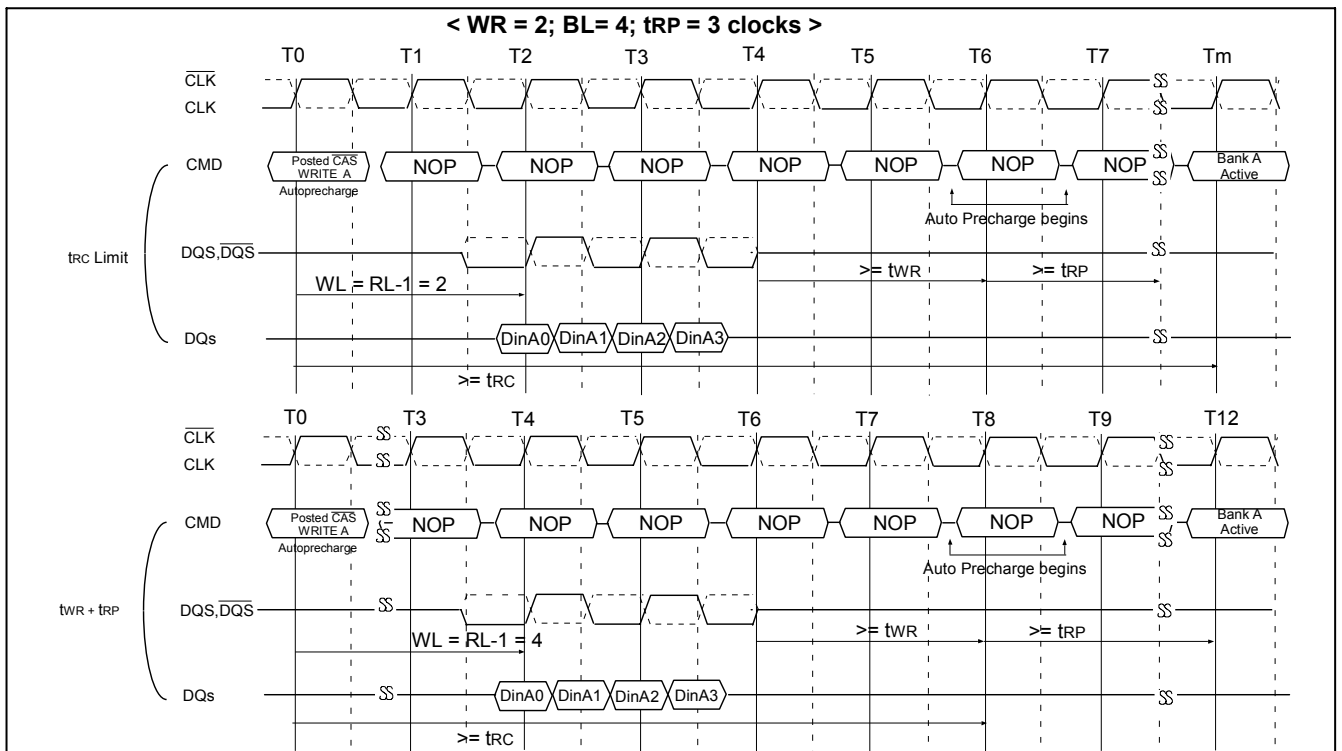 < WR = 2; BL= 4; tRP = 3 clocks >
T0 T1 T2 T3 T4 T5 T6 T7 Tm
CLK
CLK
CMD
Posted CAS
WRITE A
Autoprecharge
NOP NOP NOP NOP NOP NOP NOP
Bank A
Active
Auto Precharge begins
tRC Limit
DQS,DQS
WL = RL-1 = 2
>= tWR
>= tRP
DQs
DinA0 DinA1 DinA2 DinA3
>= tRC
T0 T3 T4 T5 T6 T7 T8 T9 T12
CLK
CLK
CMD
Posted CAS
WRITE A
Autoprecharge
NOP NOP NOP NOP NOP NOP NOP
Bank A
Active
Auto Precharge begins
tWR + tRP
DQS,DQS
WL = RL-1 = 4
>= tWR
>= tRP
DQs
DinA0 DinA1 DinA2 DinA3
>= tRC